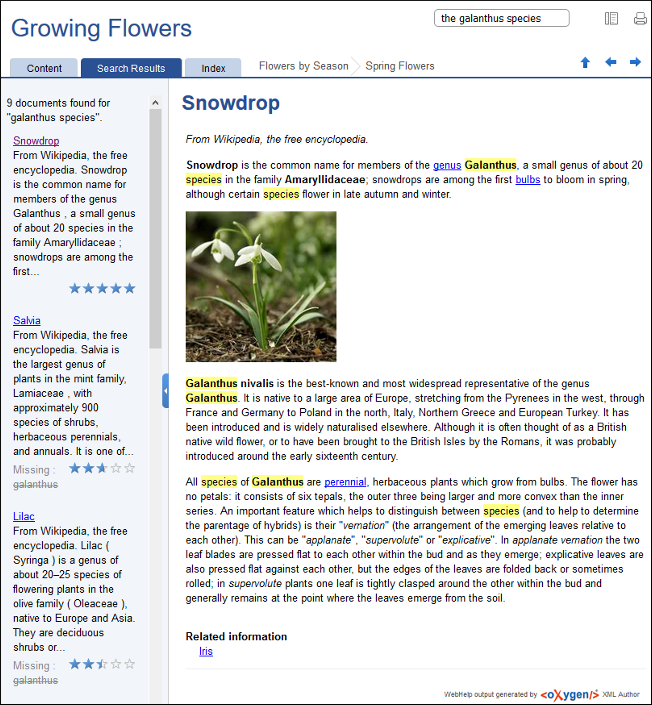 Growing Flowers
the galanthus species
Content
Search Results
Index
Flowers by Season
Spring Flowers
9 documents found for
"galanthus species".
Snowdrop
From Wikipedia, the free
encyclopedia. Snowdrop
is the common name for
members of the genus
Galanthus , a small genus
of about 20 species in the
family Amaryllidaceae ;
snowdrops are among the
first...
Salvia
From Wikipedia, the free
encyclopedia. Salvia is
the largest genus of
plants in the mint family,
Lamiaceae , with
approximately 900
species of shrubs,
herbaceous perennials,
and annuals. It is one of...
Missing :
galanthus
Lilac
From Wikipedia, the free
encyclopedia. Lilac (
Syringa ) is a genus of
about 20–25 species of
flowering plants in the
olive family ( Oleaceae ),
native to Europe and Asia.
They are deciduous
shrubs or...
Missing :
galanthus
Snowdrop
From Wikipedia, the free encyclopedia.
Snowdrop is the common name for members of the genus Galanthus, a small genus of about 20
species in the family Amaryllidaceae; snowdrops are among the first bulbs to bloom in spring,
although certain species flower in late autumn and winter.
Galanthus nivalis is the best-known and most widespread representative of the genus
Galanthus. It is native to a large area of Europe, stretching from the Pyrenees in the west, through
France and Germany to Poland in the north, Italy, Northern Greece and European Turkey. It has
been introduced and is widely naturalised elsewhere. Although it is often thought of as a British
native wild flower, or to have been brought to the British Isles by the Romans, it was probably
introduced around the early sixteenth century.
All species of Galanthus are perennial, herbaceous plants which grow from bulbs. The flower has
no petals: it consists of six tepals, the outer three being larger and more convex than the inner
series. An important feature which helps to distinguish between species (and to help to determine
the parentage of hybrids) is their "vernation" (the arrangement of the emerging leaves relative to
each other). This can be "applanate", "supervolute" or "explicative". In applanate vernation the two
leaf blades are pressed flat to each other within the bud and as they emerge; explicative leaves are
also pressed flat against each other, but the edges of the leaves are folded back or sometimes
rolled; in supervolute plants one leaf is tightly clasped around the other within the bud and
generally remains at the point where the leaves emerge from the soil.
Related information
Iris
WebHelp output generated by <oXygen/> XML Author